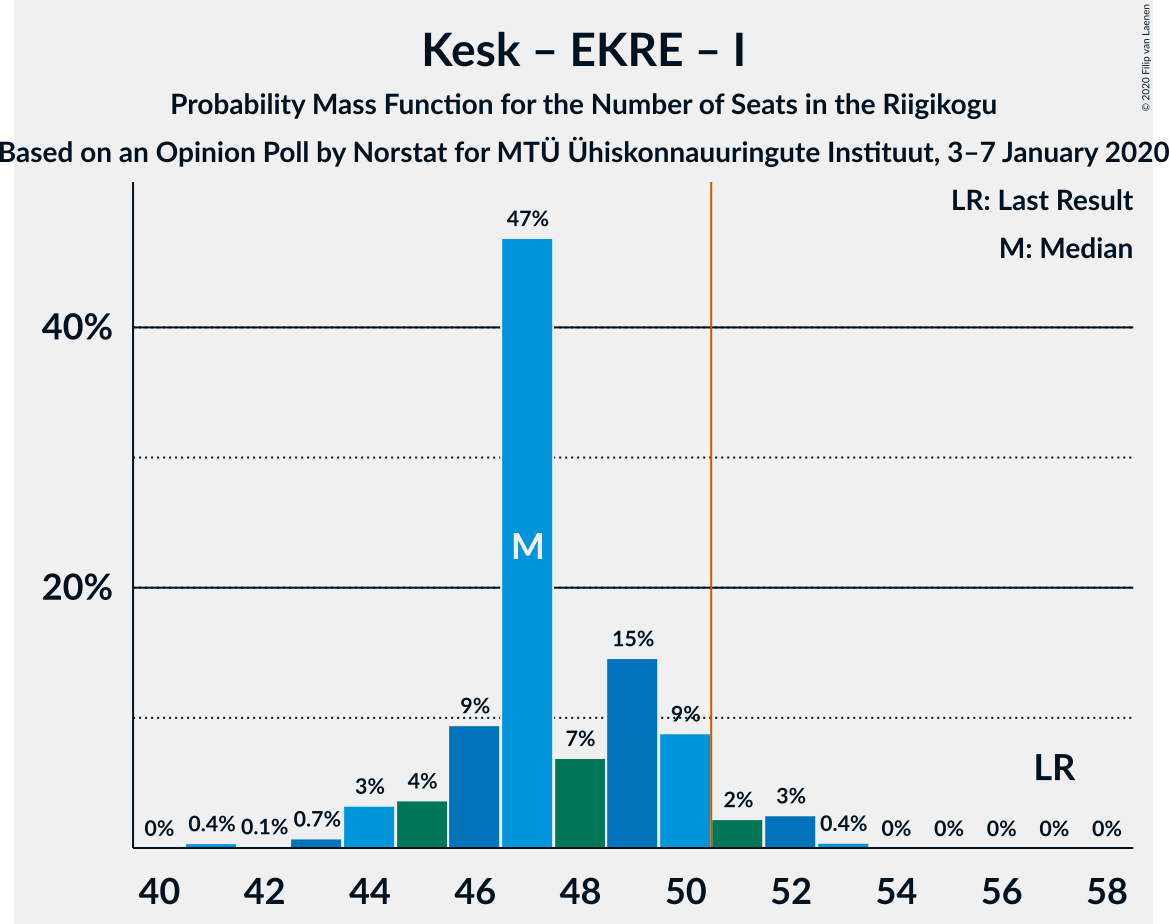 Kesk – EKRE – I
Probability Mass Function for the Number of Seats in the Riigikogu
Based on an Opinion Poll by Norstat for MTÜ Ühiskonnauuringute Instituut, 3–7 January 2020
© 2020 Filip van Laenen
LR: Last Result
M: Median
47%
40%
M
20%
15%
9%
9%
7%
LR
3%
4%
2%
3%
0%
0.4%
0.1%
0.7%
0.4%
0%
0%
0%
0%
0%
40 42 44 46 48 50 52 54 56 58